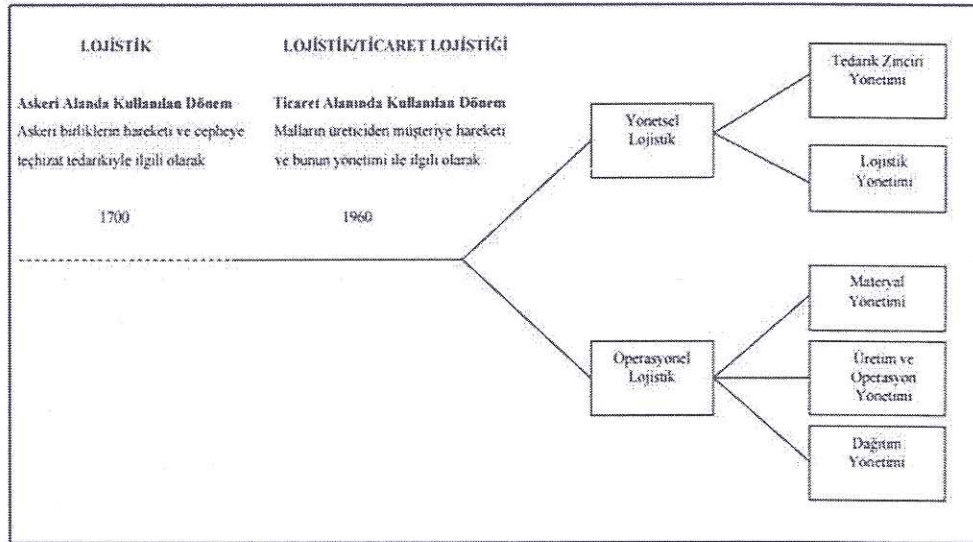 LOJİSTİK
Askeri Alanda Kullanılan Dönem
Askeri birliklerin hareketi ve cepheye
teçhizat tedarikiyle ilgili olarak
1700
LOJİSTİK/TİCARET LOJİSTİĞİ
Ticaret Alanında Kullanılan Dönem
Malların üreticiden müşteriye hareketi
ve bunun yönetimi ile ilgili olarak
1960
Yönetsel
Lojistik
Tedarik Zinciri
Yönetimi
Lojistik
Yönetimi
Operasyonel
Lojistik
Materyal
Yönetimi
Üretim ve
Operasyon
Yönetimi
Dağıtım
Yönetimi